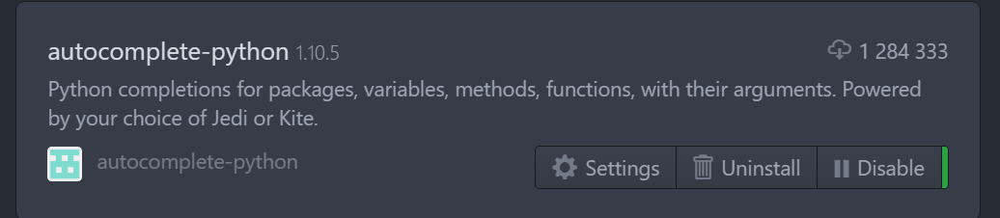 autocomplete-python 1.10.5
1 284 333
Python completions for packages, variables, methods, functions, with their arguments. Powered
by your choice of Jedi or Kite.
autocomplete-python
Settings
Uninstall
Disable